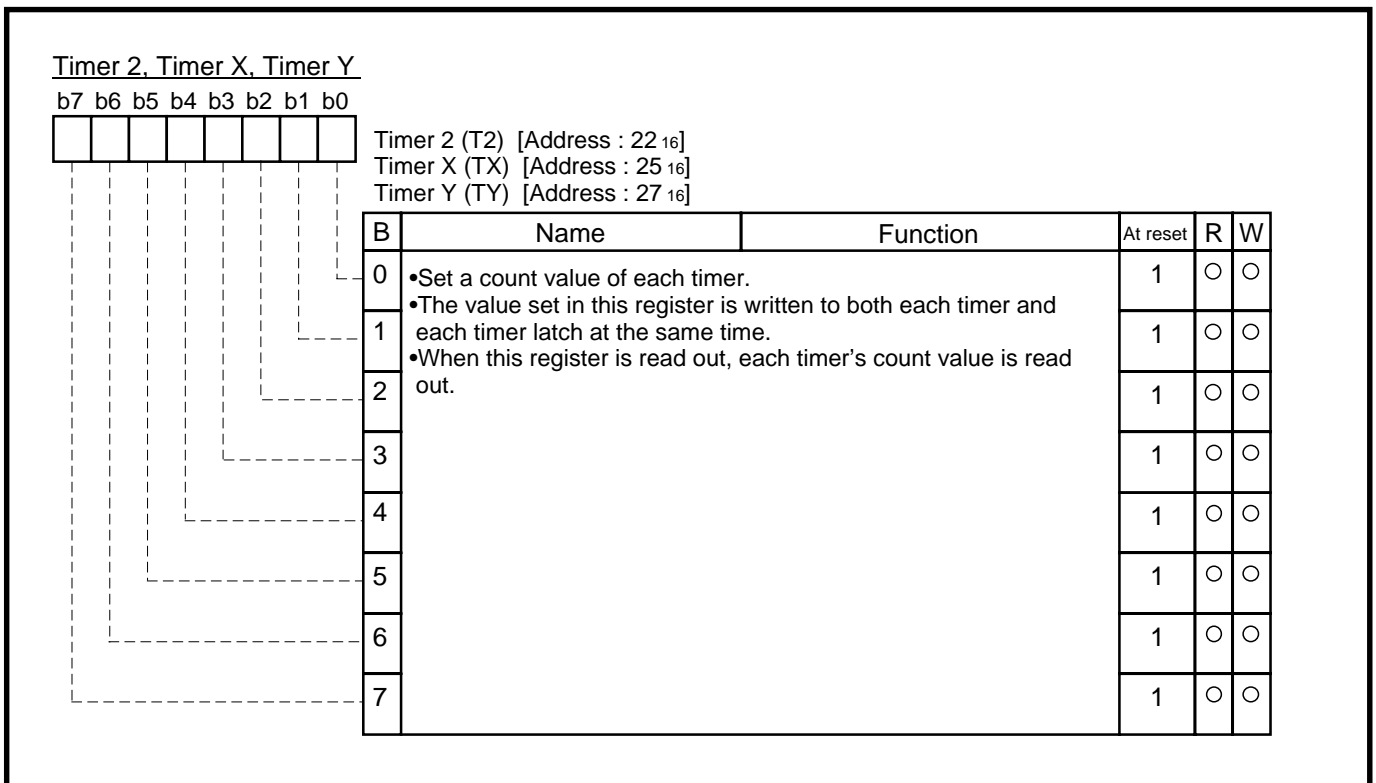 Timer 2, Timer X, Timer Y
b7 b6 b5 b4 b3 b2 b1 b0
Timer 2 (T2) [Address : 22 16]
Timer X (TX) [Address : 25 16]
Timer Y (TY) [Address : 27 16]
B Name Function At reset R W
0 •Set a count value of each timer. 1 ○ ○
•The value set in this register is written to both each timer and
1 each timer latch at the same time. 1 ○ ○
•When this register is read out, each timer's count value is read
2 out. 1 ○ ○
3 1 ○ ○
4 1 ○ ○
5 1 ○ ○
6 1 ○ ○
7 1 ○ ○